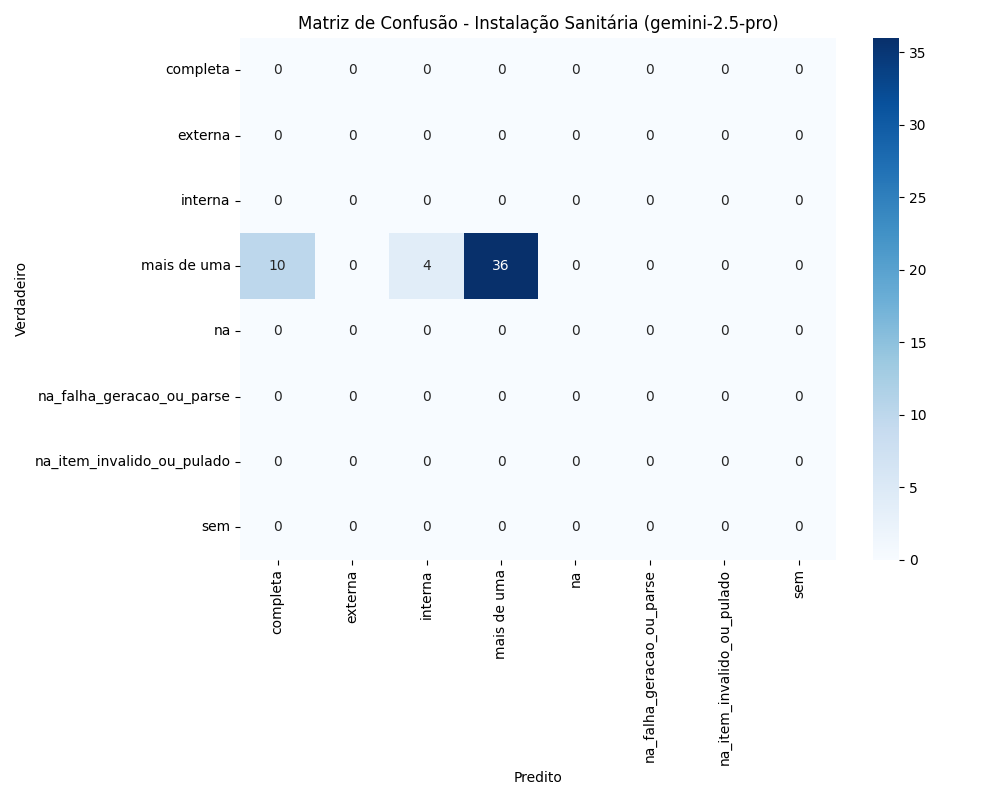 Matriz de Confusão - Instalação Sanitária (gemini-2.5-pro)
completa 0 0 0 0 0 0 0 0
externa 0 0 0 0 0 0 0 0
interna 0 0 0 0 0 0 0 0
mais de uma 10 0 4 36 0 0 0 0
na 0 0 0 0 0 0 0 0
na_falha_geracao_ou_parse 0 0 0 0 0 0 0 0
na_item_invalido_ou_pulado 0 0 0 0 0 0 0 0
sem 0 0 0 0 0 0 0 0
Verdadeiro
completa
externa
interna
mais de uma
na
na_falha_geracao_ou_parse
na_item_invalido_ou_pulado
sem
Predito
35
30
25
20
15
10
5
0